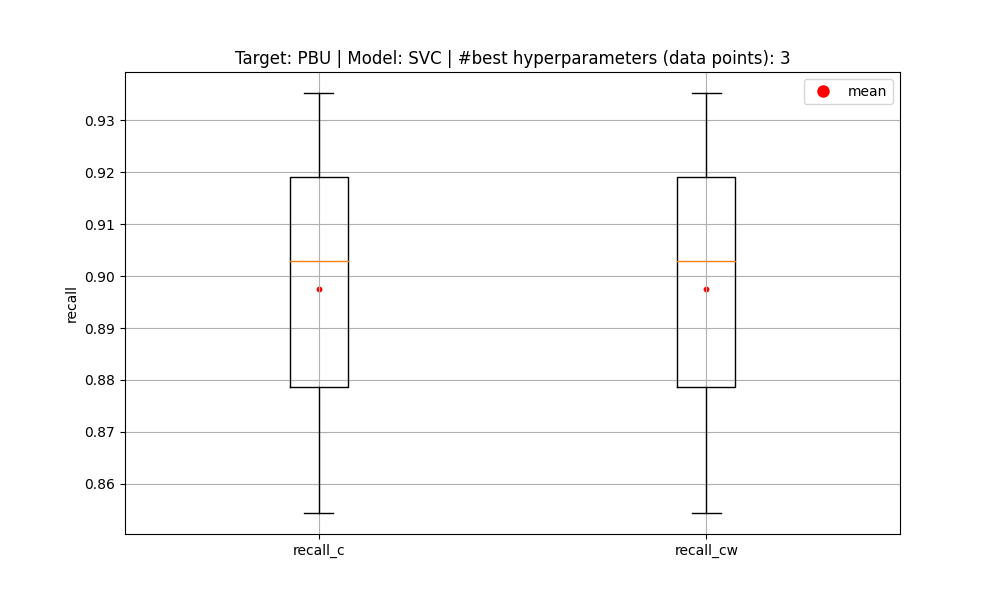 Target: PBU | Model: SVC | #best hyperparameters (data points): 3
mean
0.93
0.92
0.91
0.90
0.89
0.88
0.87
0.86
recall
recall_c
recall_cw